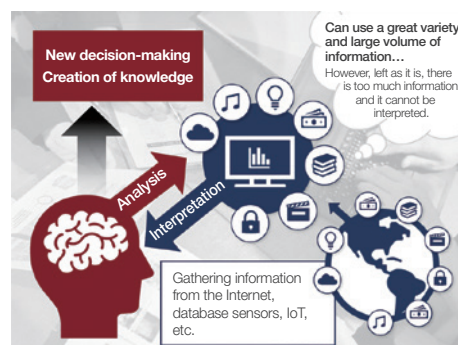 New decision-making
Creation of knowledge
Can use a great variety
and large volume of
information…
However, left as it is, there
is too much information
and it cannot be
interpreted.
Analysis
Interpretation
Gathering information
from the Internet,
database sensors, IoT,
etc.